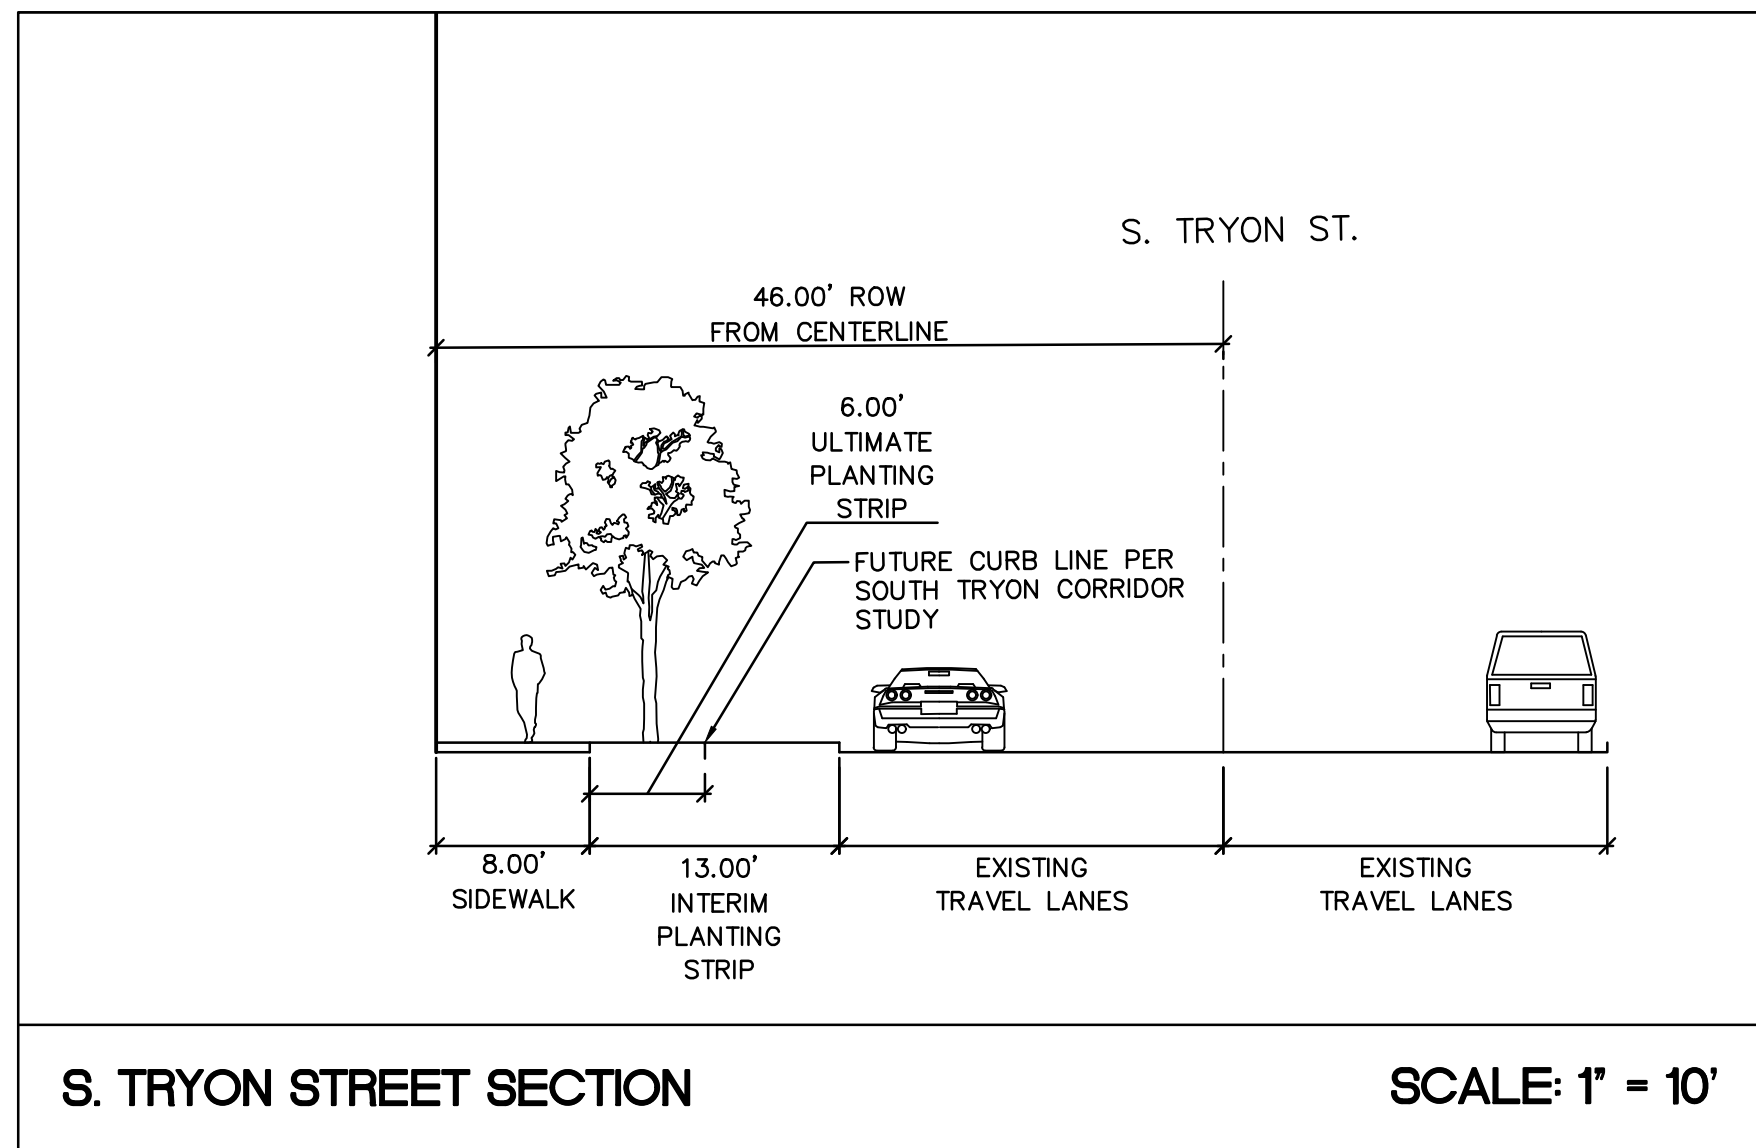 S. TRYON ST.
46.00' ROW
FROM CENTERLINE
6.00'
ULTIMATE
PLANTING
STRIP
FUTURE CURB LINE PER
SOUTH TRYON CORRIDOR
STUDY
8.00'
SIDEWALK
13.00'
INTERIM
PLANTING
STRIP
EXISTING
TRAVEL LANES
EXISTING
TRAVEL LANES
S. TRYON STREET SECTION
SCALE: 1" = 10'